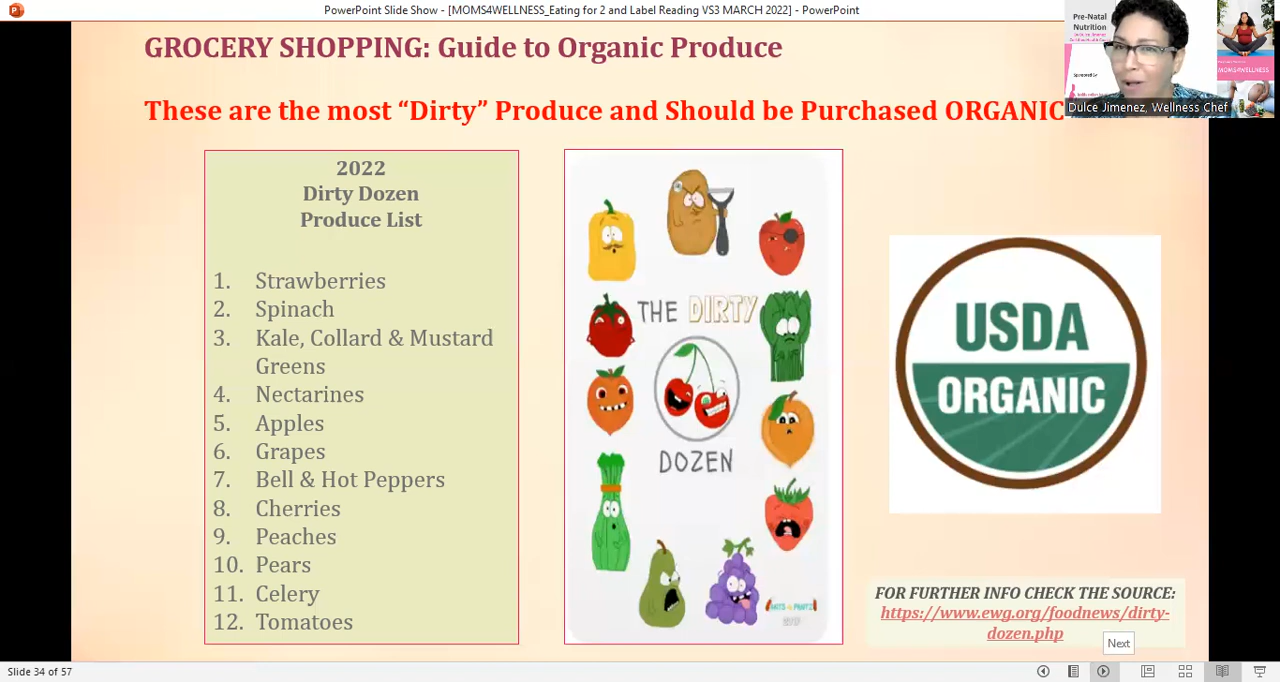 PowerPoint Slide Show - [MOMS4WELLNESS_Eating for 2 and Label Reading VS3 MARCH 2022] - PowerPoint
Pre-Natal
Nutrition
MOMS4WELLNESS
Dulce Jimenez, Wellness Chef
GROCERY SHOPPING: Guide to Organic Produce
These are the most “Dirty” Produce and Should be Purchased ORGANIC
2022
Dirty Dozen
Produce List
1. Strawberries
2. Spinach
3. Kale, Collard & Mustard
Greens
4. Nectarines
5. Apples
6. Grapes
7. Bell & Hot Peppers
8. Cherries
9. Peaches
10. Pears
11. Celery
12. Tomatoes
THE DIRTY
DOZEN
USDA
ORGANIC
FOR FURTHER INFO CHECK THE SOURCE:
https://www.ewg.org/foodnews/dirty-
dozen.php
Next
Slide 34 of 57